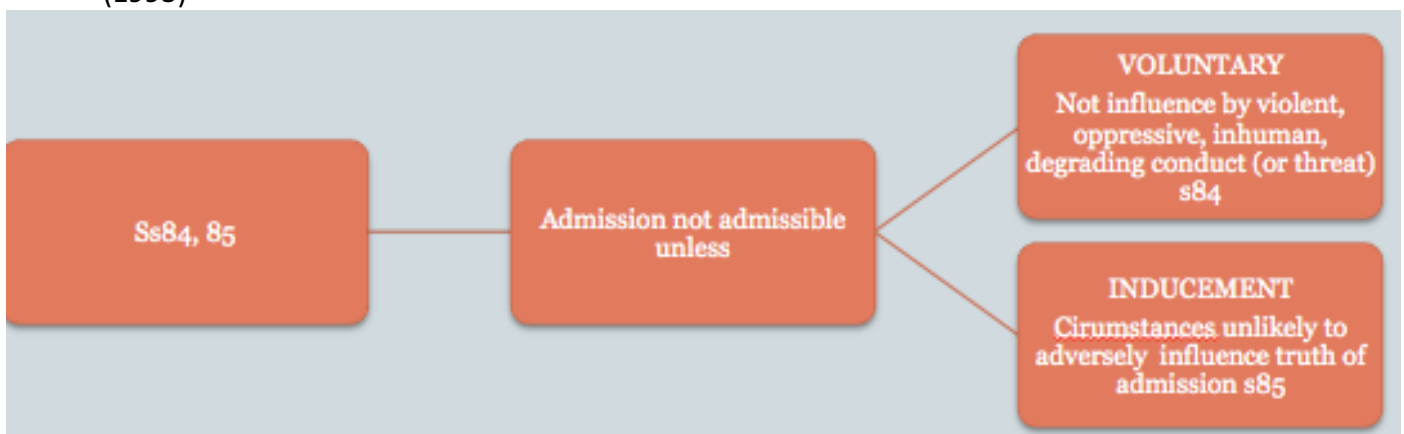 (1998)
Ss84, 85
Admission not admissible
unless
VOLUNTARY
Not influence by violent,
oppressive, inhuman,
degrading conduct (or threat)
s84
INDUCEMENT
Cirumstances unlikely to
adversely influence truth of
admission s85